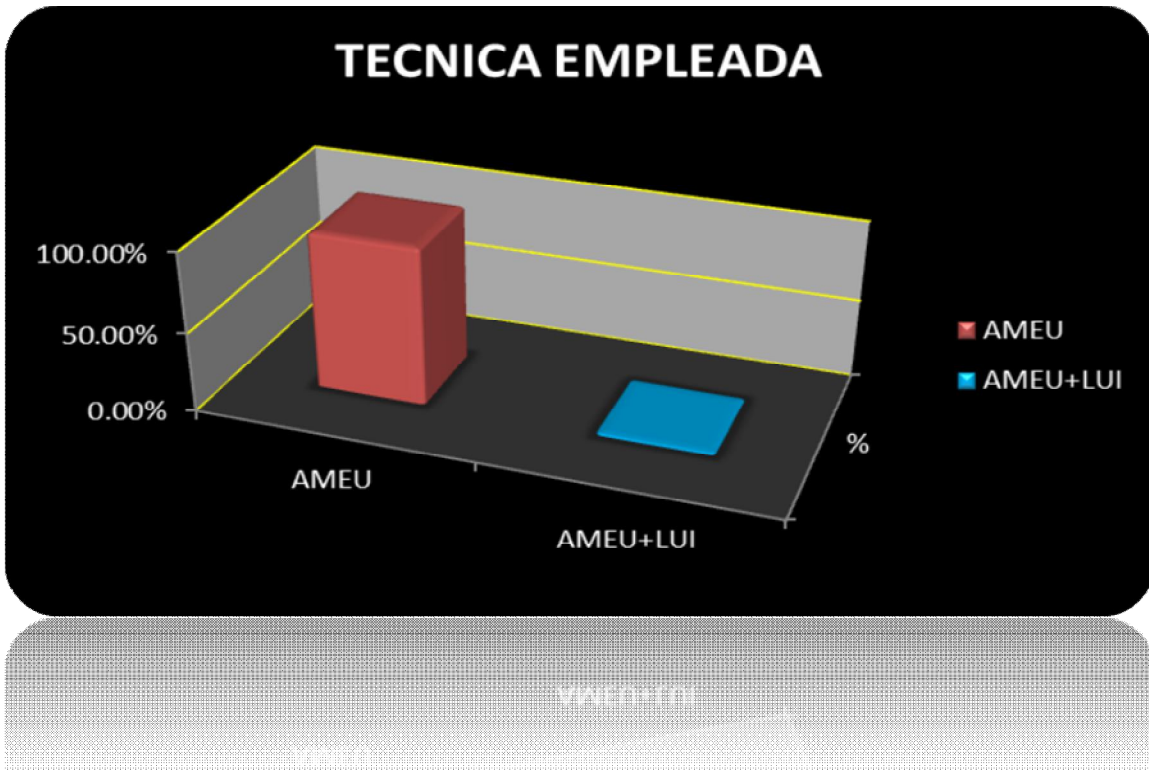 TECNICA EMPLEADA
100.00%
50.00%
0.00%
AMEU
AMEU+LUI
%
AMEU
AMEU+LUI